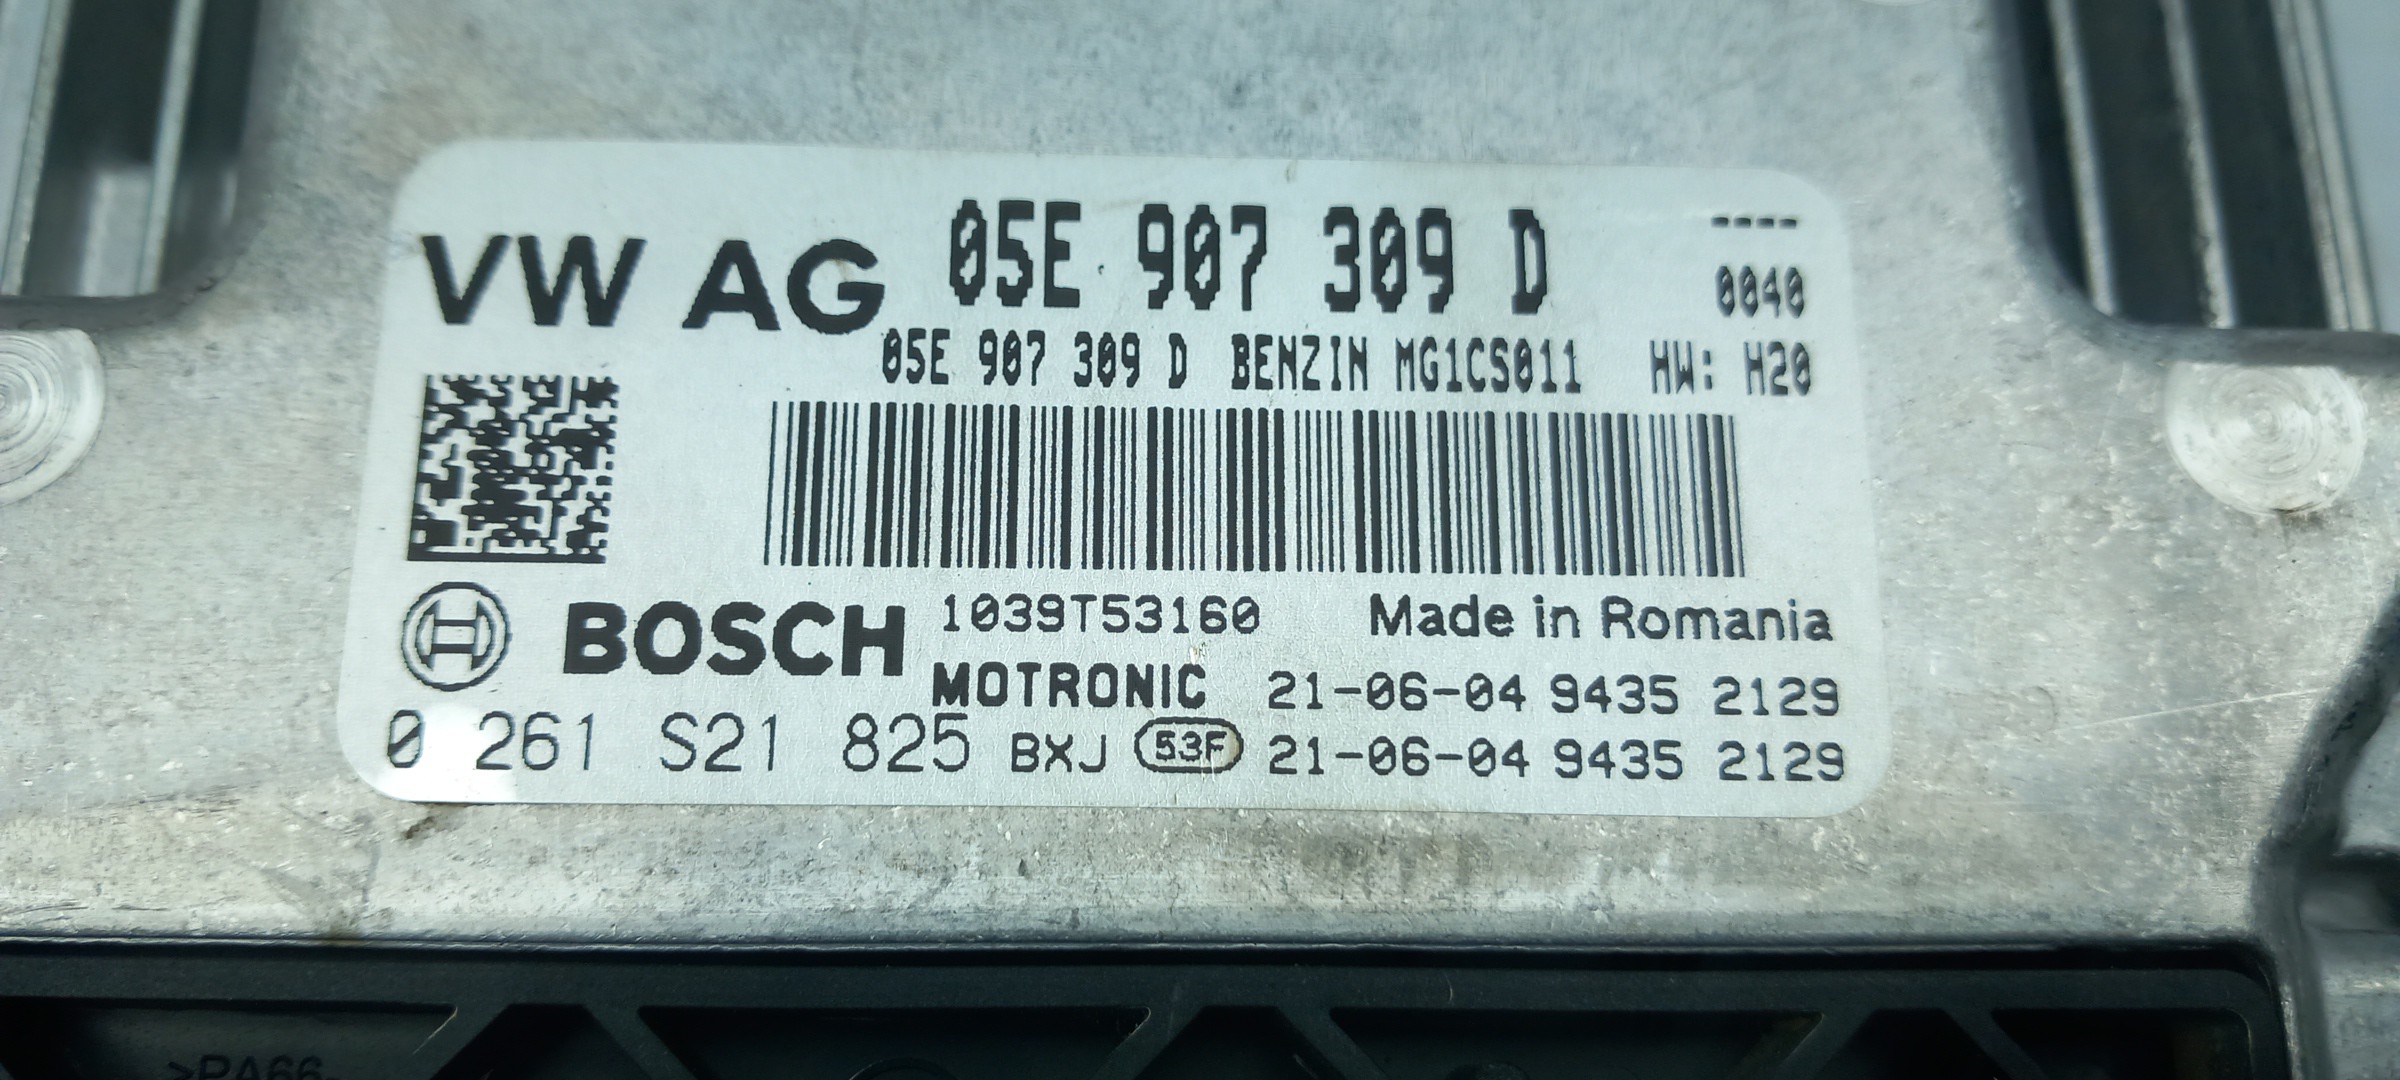 VW AG 05E 907 309 D ----
0040
05E 907 309 D BENZIN MG1CS011 HW: H20
BOSCH 1039T53160 Made in Romania
MOTRONIC 21-06-04 9435 2129
0 261 S21 825 BXJ 53F 21-06-04 9435 2129
>PA66-